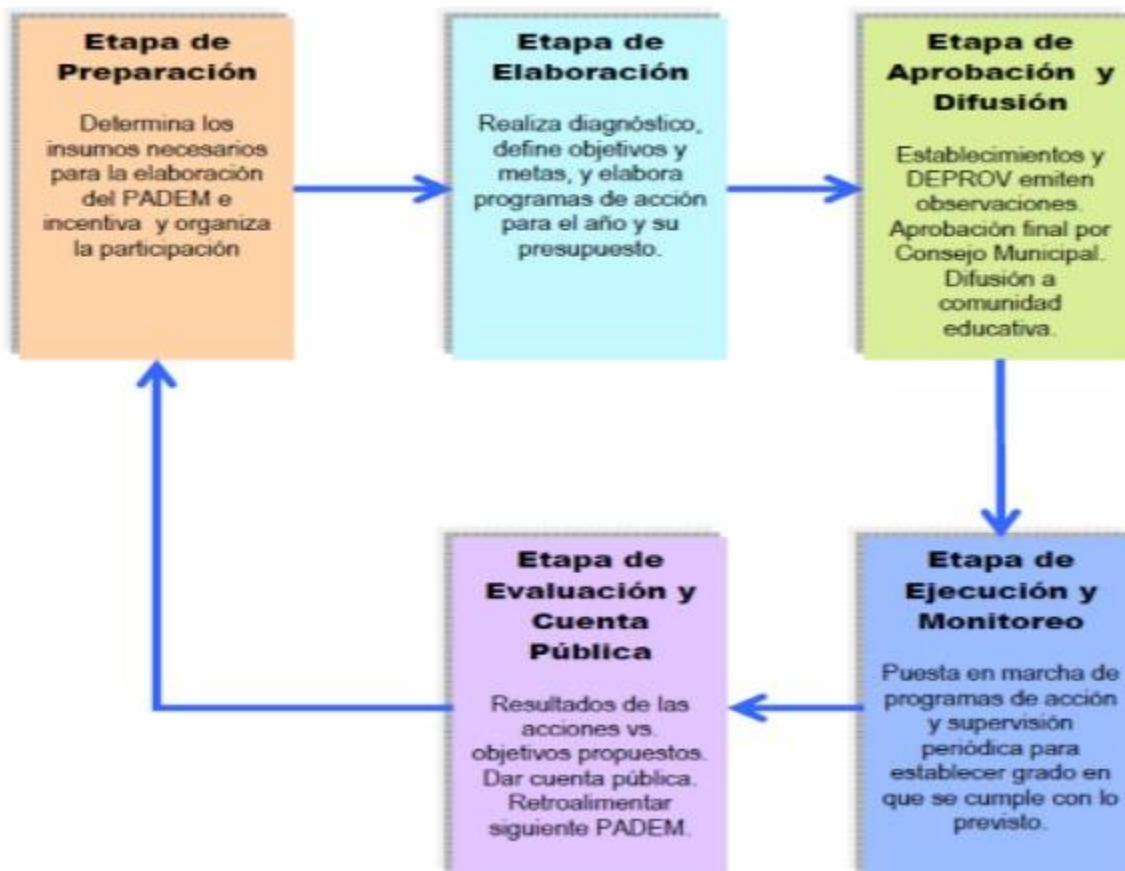 Etapa de
Preparación
Determina los
insumos necesarios
para la elaboración
del PADEM e
incentiva y organiza
la participación
Etapa de
Elaboración
Realiza diagnóstico,
define objetivos y
metas, y elabora
programas de acción
para el año y su
presupuesto.
Etapa de
Aprobación y
Difusión
Establecimientos y
DEPROV emiten
observaciones.
Aprobación final por
Consejo Municipal.
Difusión a
comunidad
educativa.
Etapa de
Ejecución y
Monitoreo
Puesta en marcha de
programas de acción
y supervisión
periódica para
establecer grado en
que se cumple con lo
previsto.
Etapa de
Evaluación y
Cuenta
Pública
Resultados de las
acciones vs.
objetivos propuestos.
Dar cuenta pública.
Retroalimentar
siguiente PADEM.